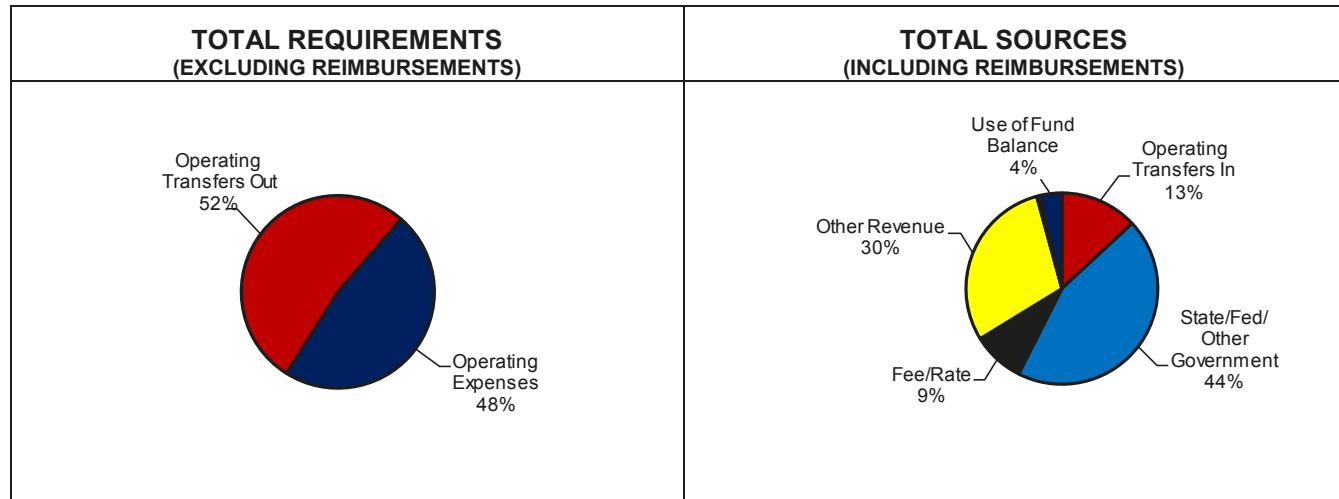 TOTAL REQUIREMENTS
(EXCLUDING REIMBURSEMENTS)
Operating
Transfers Out
52%
Operating
Expenses
48%
TOTAL SOURCES
(INCLUDING REIMBURSEMENTS)
Use of Fund
Balance
4%
Operating
Transfers In
13%
Other Revenue
30%
State/Fed/
Other
Government
44%
Fee/Rate
9%